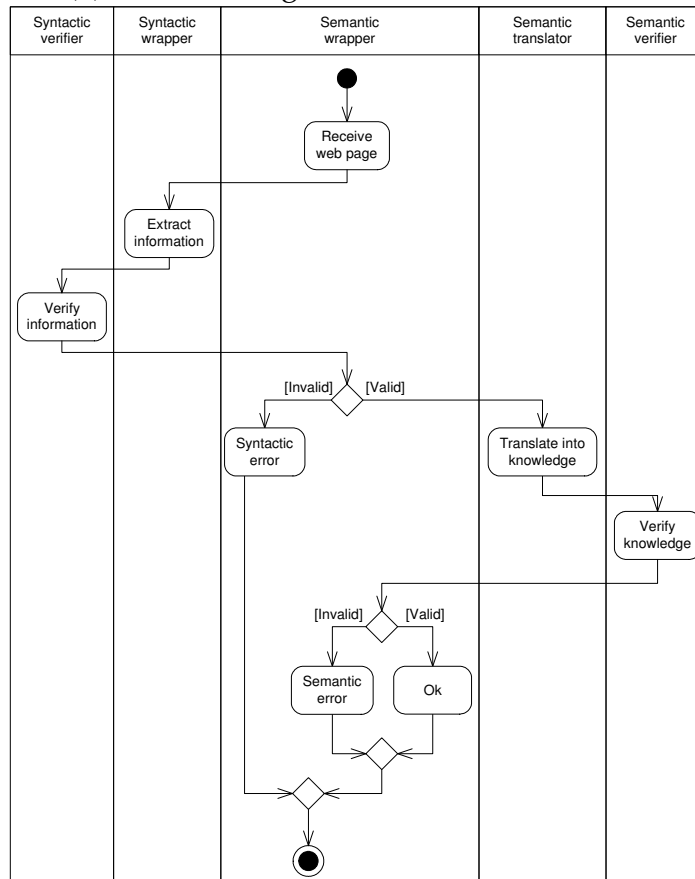 Syntactic
verifier
Syntactic
wrapper
Semantic
wrapper
Semantic
translator
Semantic
verifier
Receive
web page
Extract
information
Verify
information
[Invalid]
[Valid]
Syntactic
error
Translate into
knowledge
Verify
knowledge
[Invalid]
[Valid]
Semantic
error
Ok